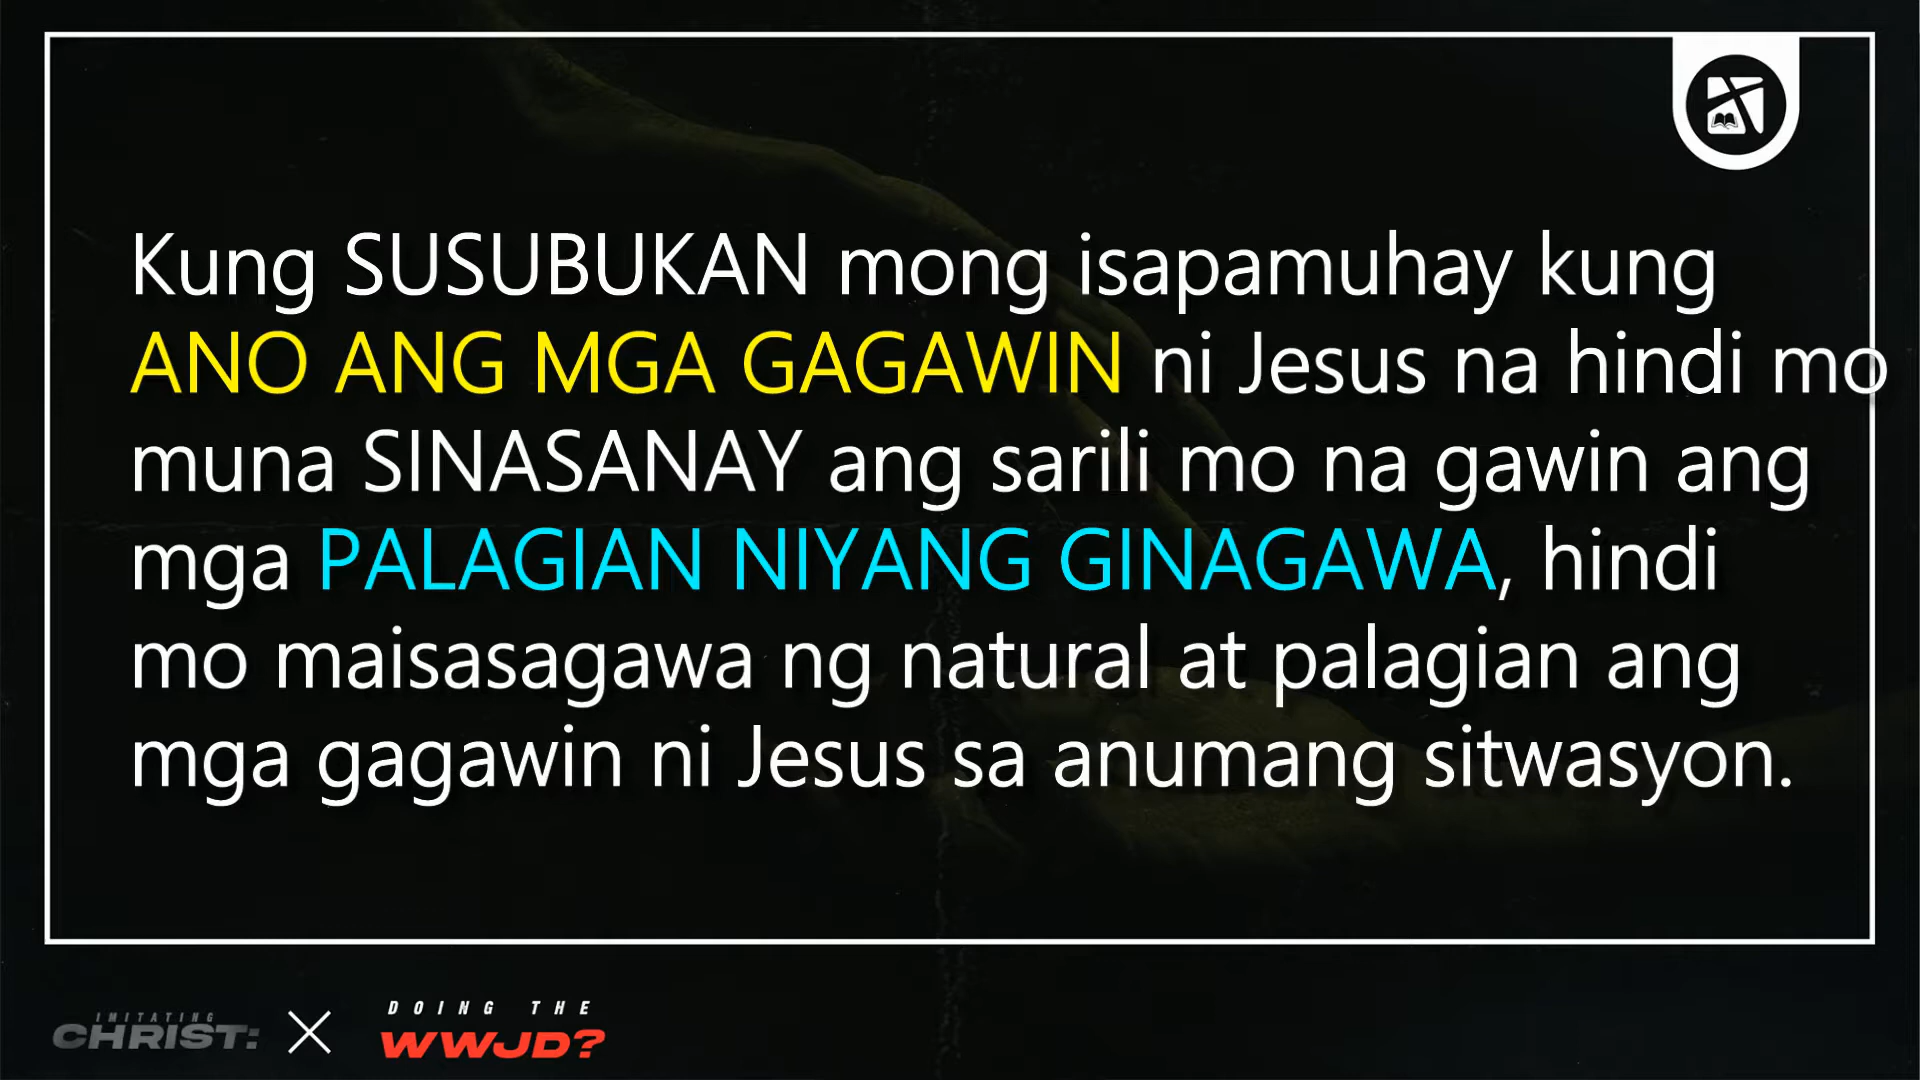 Kung SUSUBUKAN mong isapamuhay kung
ANO ANG MGA GAGAWIN ni Jesus na hindi mo
muna SINASANAY ang sarili mo na gawin ang
mga PALAGIAN NIYANG GINAGAWA, hindi
mo maisasagawa ng natural at palagian ang
mga gagawin ni Jesus sa anumang sitwasyon.
IMITATING
CHRIST:
DOING THE
WWJD?